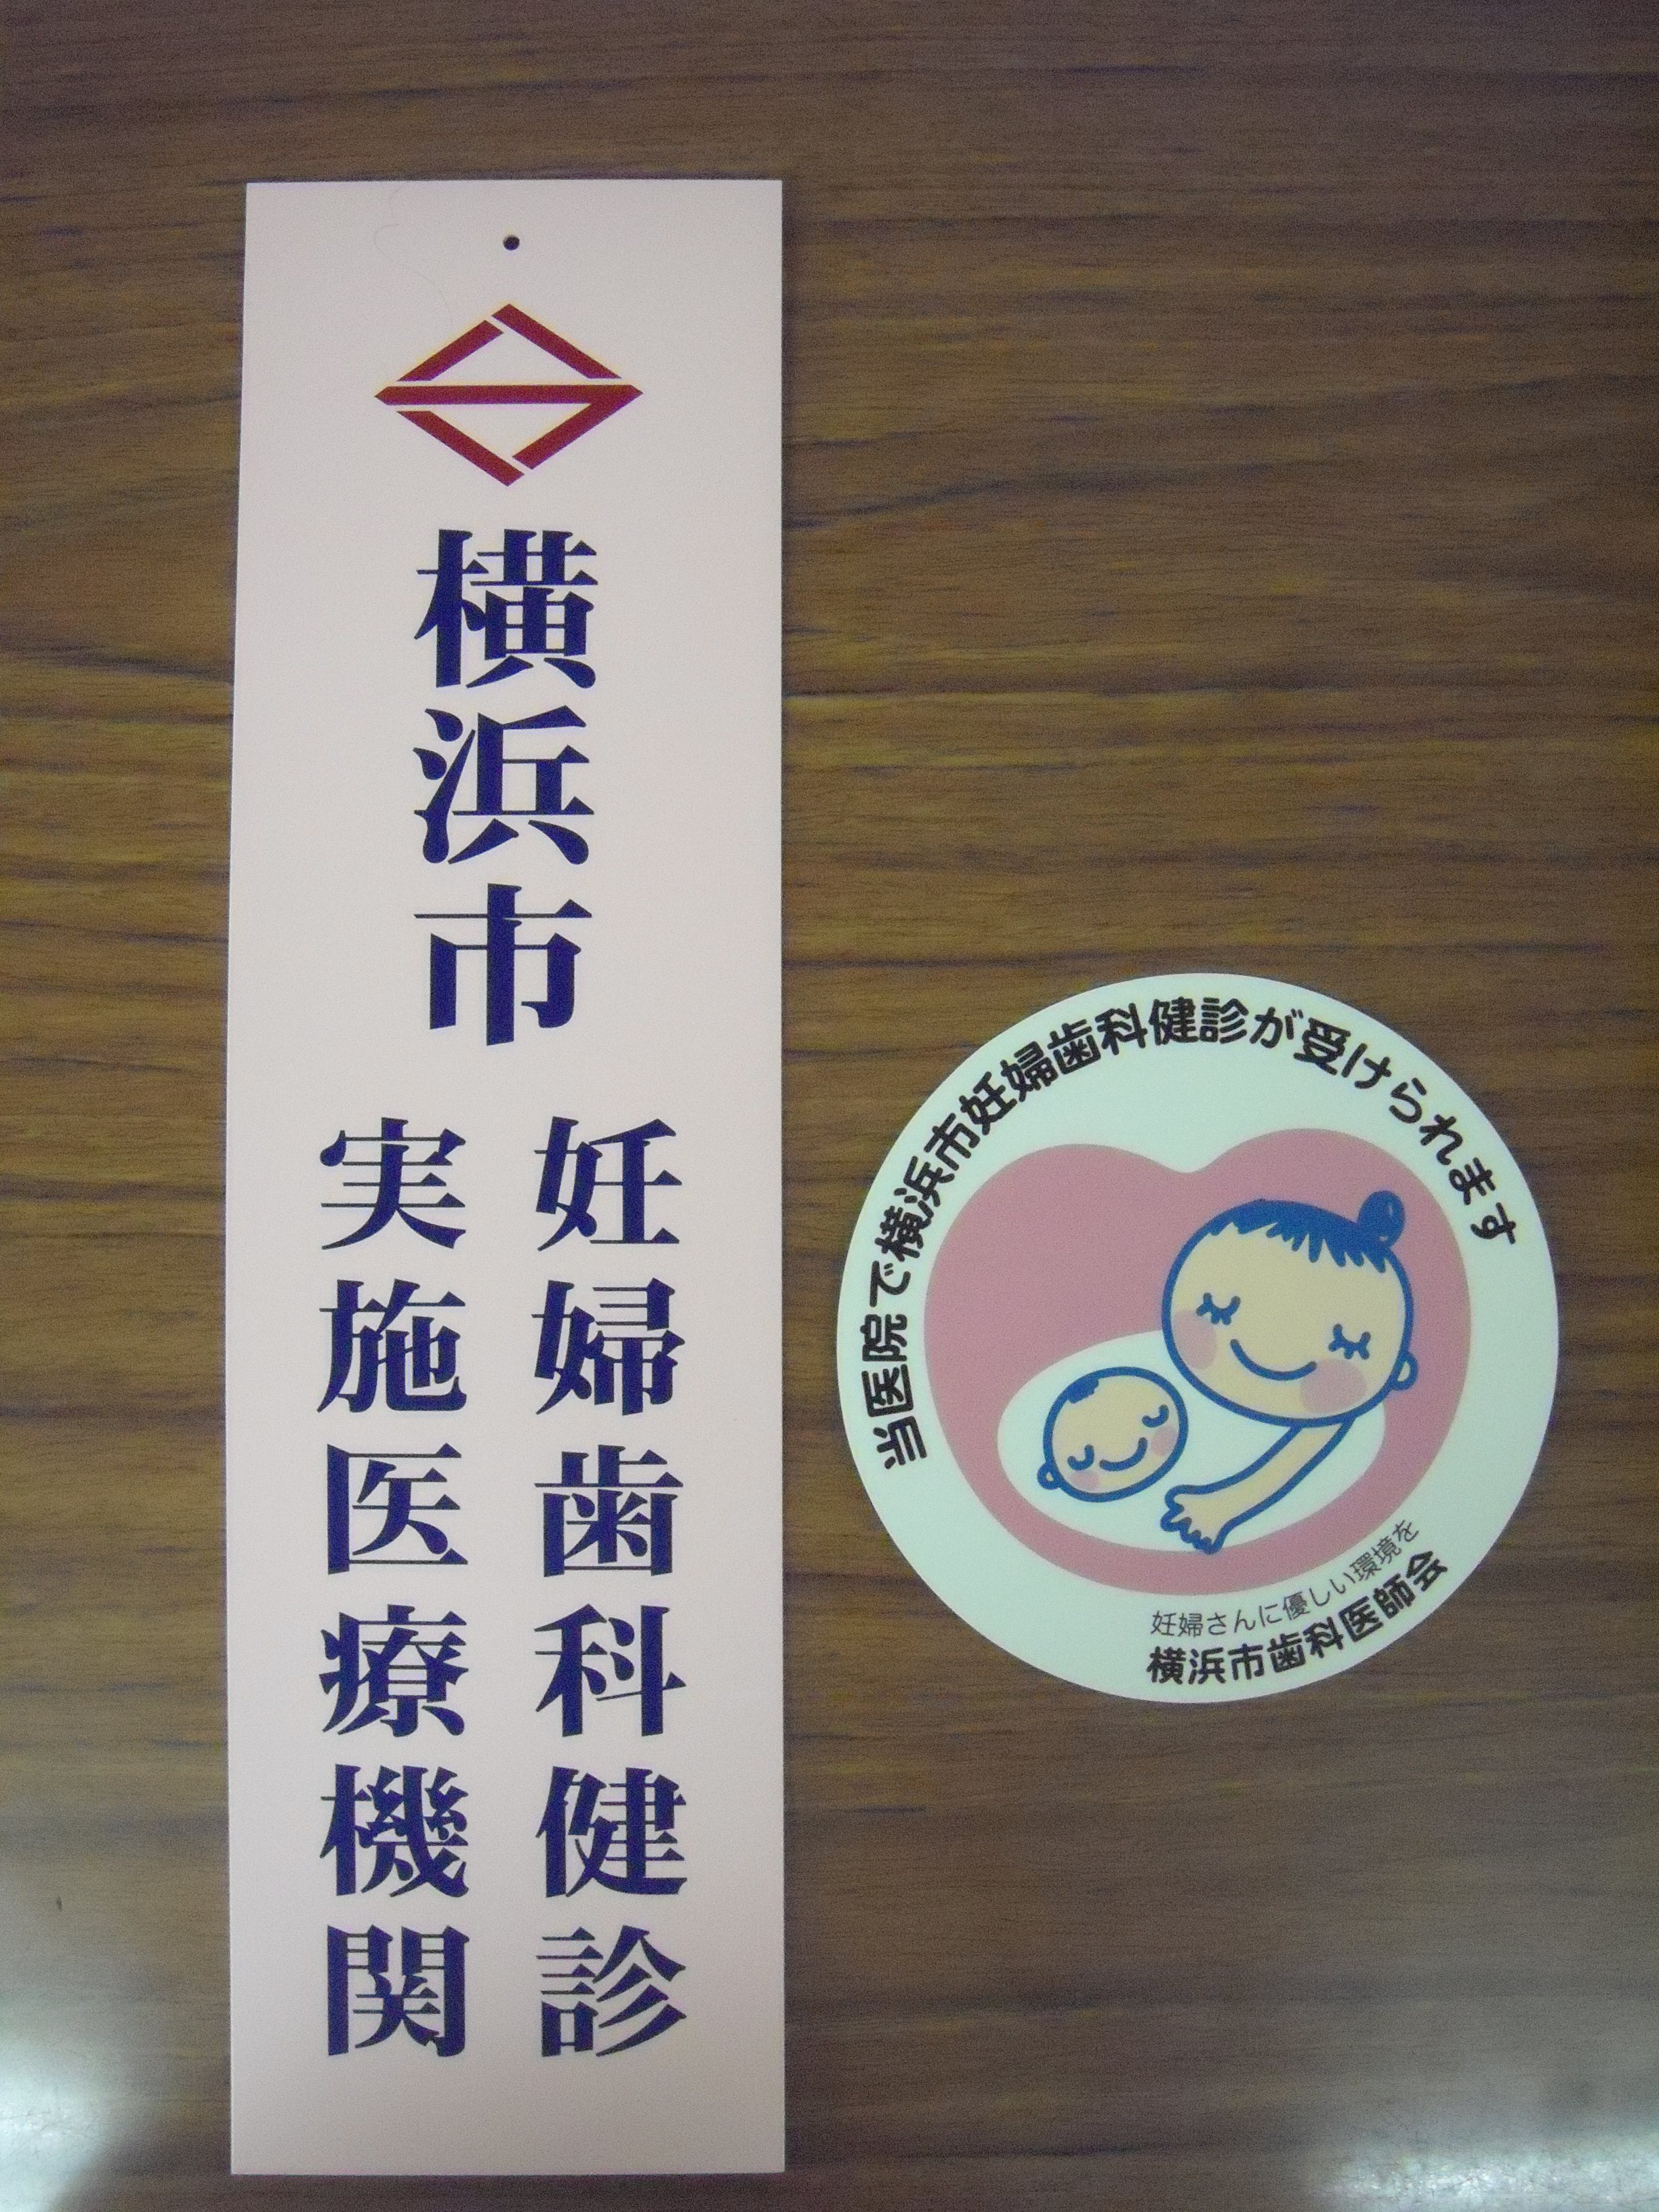 横浜市
妊婦歯科健診
実施医療機関
当医院で横浜市妊婦歯科健診が受けられます
妊婦さんに優しい環境を
横浜市歯科医師会